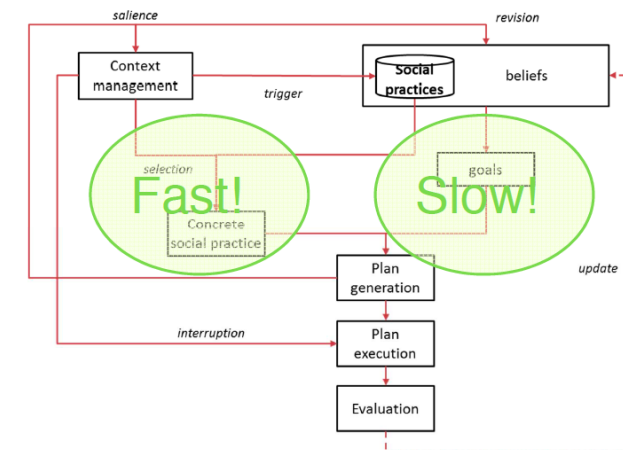 salience
revision
Context
management
Social
practices
beliefs
trigger
selection
Fast!
Concrete
social practice
goals
Slow!
Plan
generation
update
interruption
Plan
execution
Evaluation